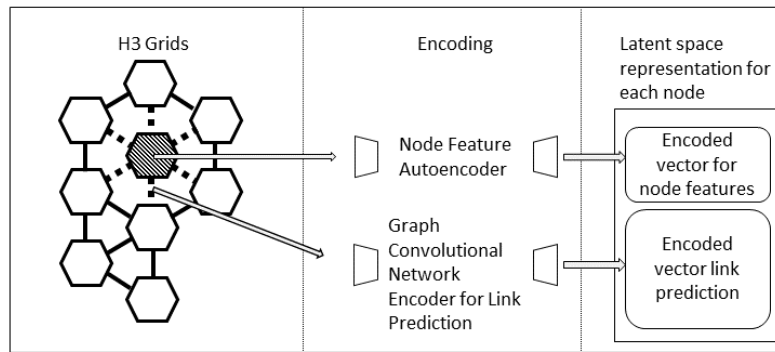 H3 Grids
Encoding
Latent space
representation for
each node
Node Feature
Autoencoder
Encoded
vector for
node features
Graph
Convolutional
Network
Encoder for Link
Prediction
Encoded
vector link
prediction